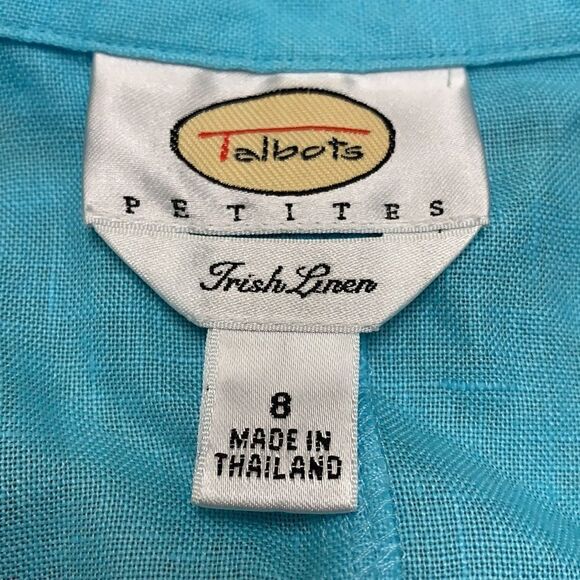 Talbots
PETITES
Irish Linen
8
MADE IN
THAILAND